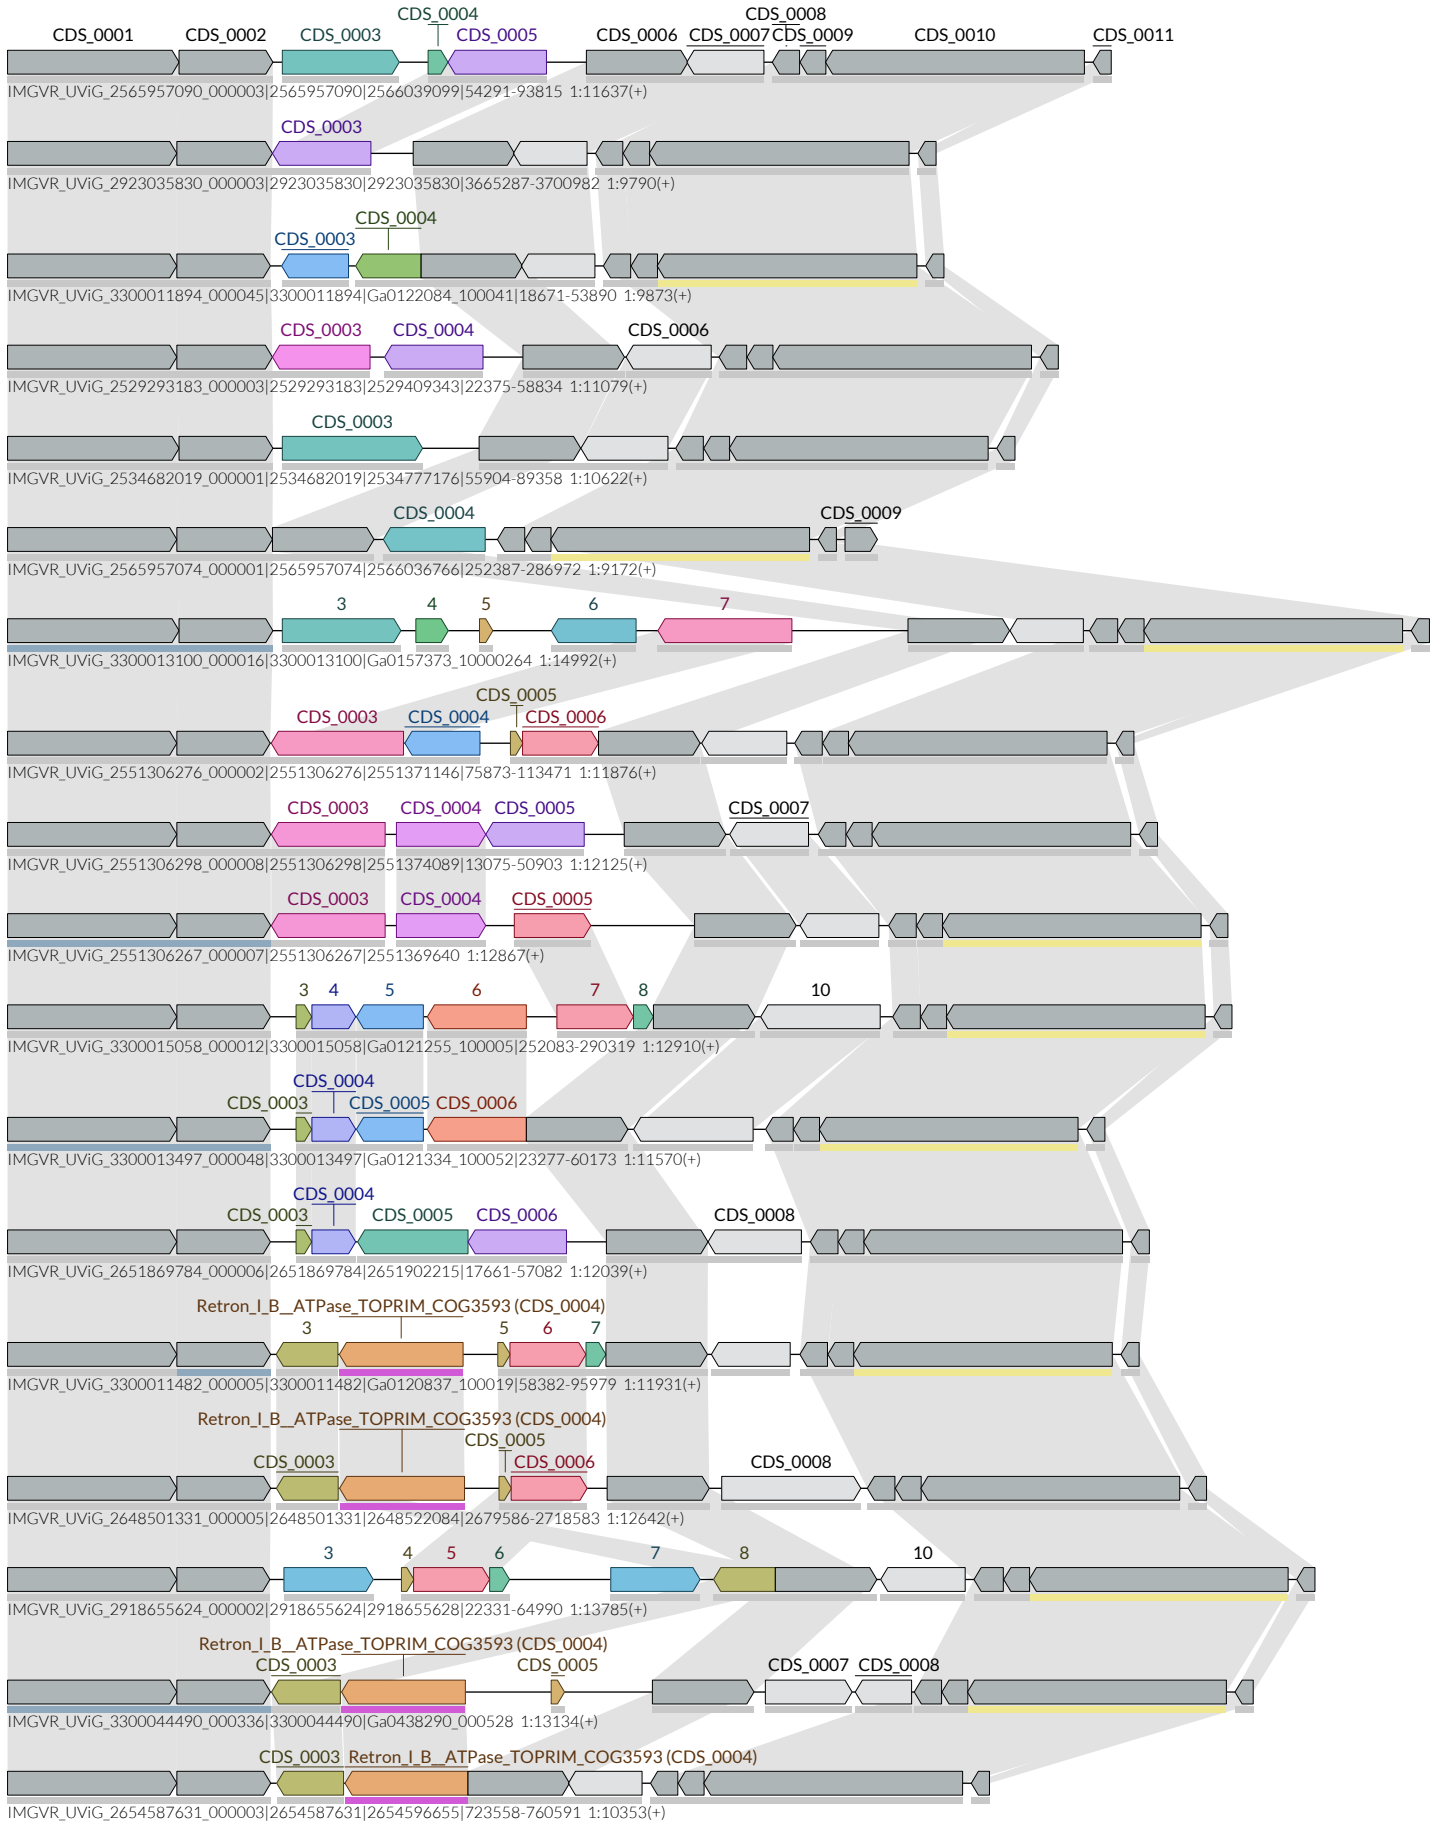 CDS_0001 CDS_0002 CDS_0003 CDS_0004 CDS_0005 CDS_0006 CDS_0007 CDS_0008 CDS_0009 CDS_0010 CDS_0011
IMGVR_UViG_2565957090_000003|2565957090|2566039099|54291-93815 1:11637(+)
CDS_0003
IMGVR_UViG_2923035830_000003|2923035830|2923035830|3665287-3700982 1:9790(+)
CDS_0003 CDS_0004
IMGVR_UViG_3300011894_000045|3300011894|Ga0122084_100041|18671-53890 1:9873(+)
CDS_0003 CDS_0004 CDS_0006
IMGVR_UViG_2529293183_000003|2529293183|2529409343|22375-58834 1:11079(+)
CDS_0003
IMGVR_UViG_2534682019_000001|2534682019|2534777176|55904-89358 1:10622(+)
CDS_0004 CDS_0009
IMGVR_UViG_2565957074_000001|2565957074|2566036766|252387-286972 1:9172(+)
3 4 5 6 7
IMGVR_UViG_3300013100_000016|3300013100|Ga0157373_10000264 1:14992(+)
CDS_0003 CDS_0004 CDS_0005 CDS_0006
IMGVR_UViG_2551306276_000002|2551306276|2551371146|75873-113471 1:11876(+)
CDS_0003 CDS_0004 CDS_0005 CDS_0007
IMGVR_UViG_2551306298_000008|2551306298|2551374089|13075-50903 1:12125(+)
CDS_0003 CDS_0004 CDS_0005
IMGVR_UViG_2551306267_000007|2551306267|2551369640 1:12867(+)
3 4 5 6 7 8 10
IMGVR_UViG_3300015058_000012|3300015058|Ga0121255_100005|252083-290319 1:12910(+)
CDS_0003 CDS_0004 CDS_0005 CDS_0006
IMGVR_UViG_3300013497_000048|3300013497|Ga0121334_100052|23277-60173 1:11570(+)
CDS_0003 CDS_0004 CDS_0005 CDS_0006 CDS_0008
IMGVR_UViG_2651869784_000006|2651869784|2651902215|17661-57082 1:12039(+)
Retron_I_B__ATPase_TOPRIM_COG3593 (CDS_0004)
3 5 6 7
IMGVR_UViG_3300011482_000005|3300011482|Ga0120837_100019|58382-95979 1:11931(+)
Retron_I_B__ATPase_TOPRIM_COG3593 (CDS_0004)
CDS_0003 CDS_0005 CDS_0006 CDS_0008
IMGVR_UViG_2648501331_000005|2648501331|2648522084|2679586-2718583 1:12642(+)
3 4 5 6 7 8 10
IMGVR_UViG_2918655624_000002|2918655624|2918655628|22331-64990 1:13785(+)
Retron_I_B__ATPase_TOPRIM_COG3593 (CDS_0004)
CDS_0003 CDS_0005 CDS_0007 CDS_0008
IMGVR_UViG_3300044490_000336|3300044490|Ga0438290_000528 1:13134(+)
CDS_0003 Retron_I_B__ATPase_TOPRIM_COG3593 (CDS_0004)
IMGVR_UViG_2654587631_000003|2654587631|2654596655|723558-760591 1:10353(+)